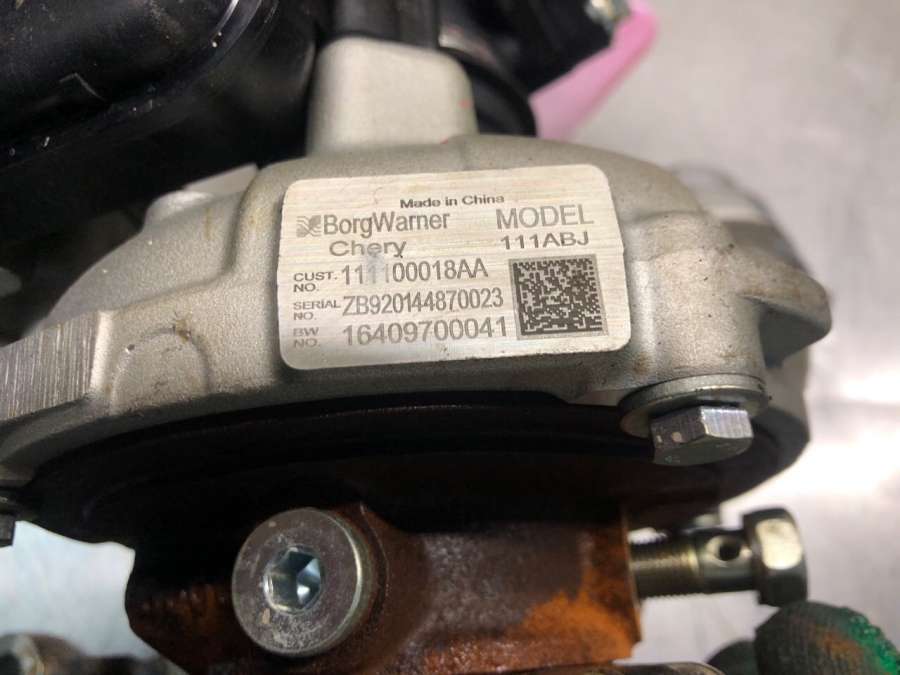 Made in China
BorgWarner MODEL
Chery 111ABJ
CUST. NO. 111100018AA
SERIAL NO. ZB920144870023
BW NO. 16409700041